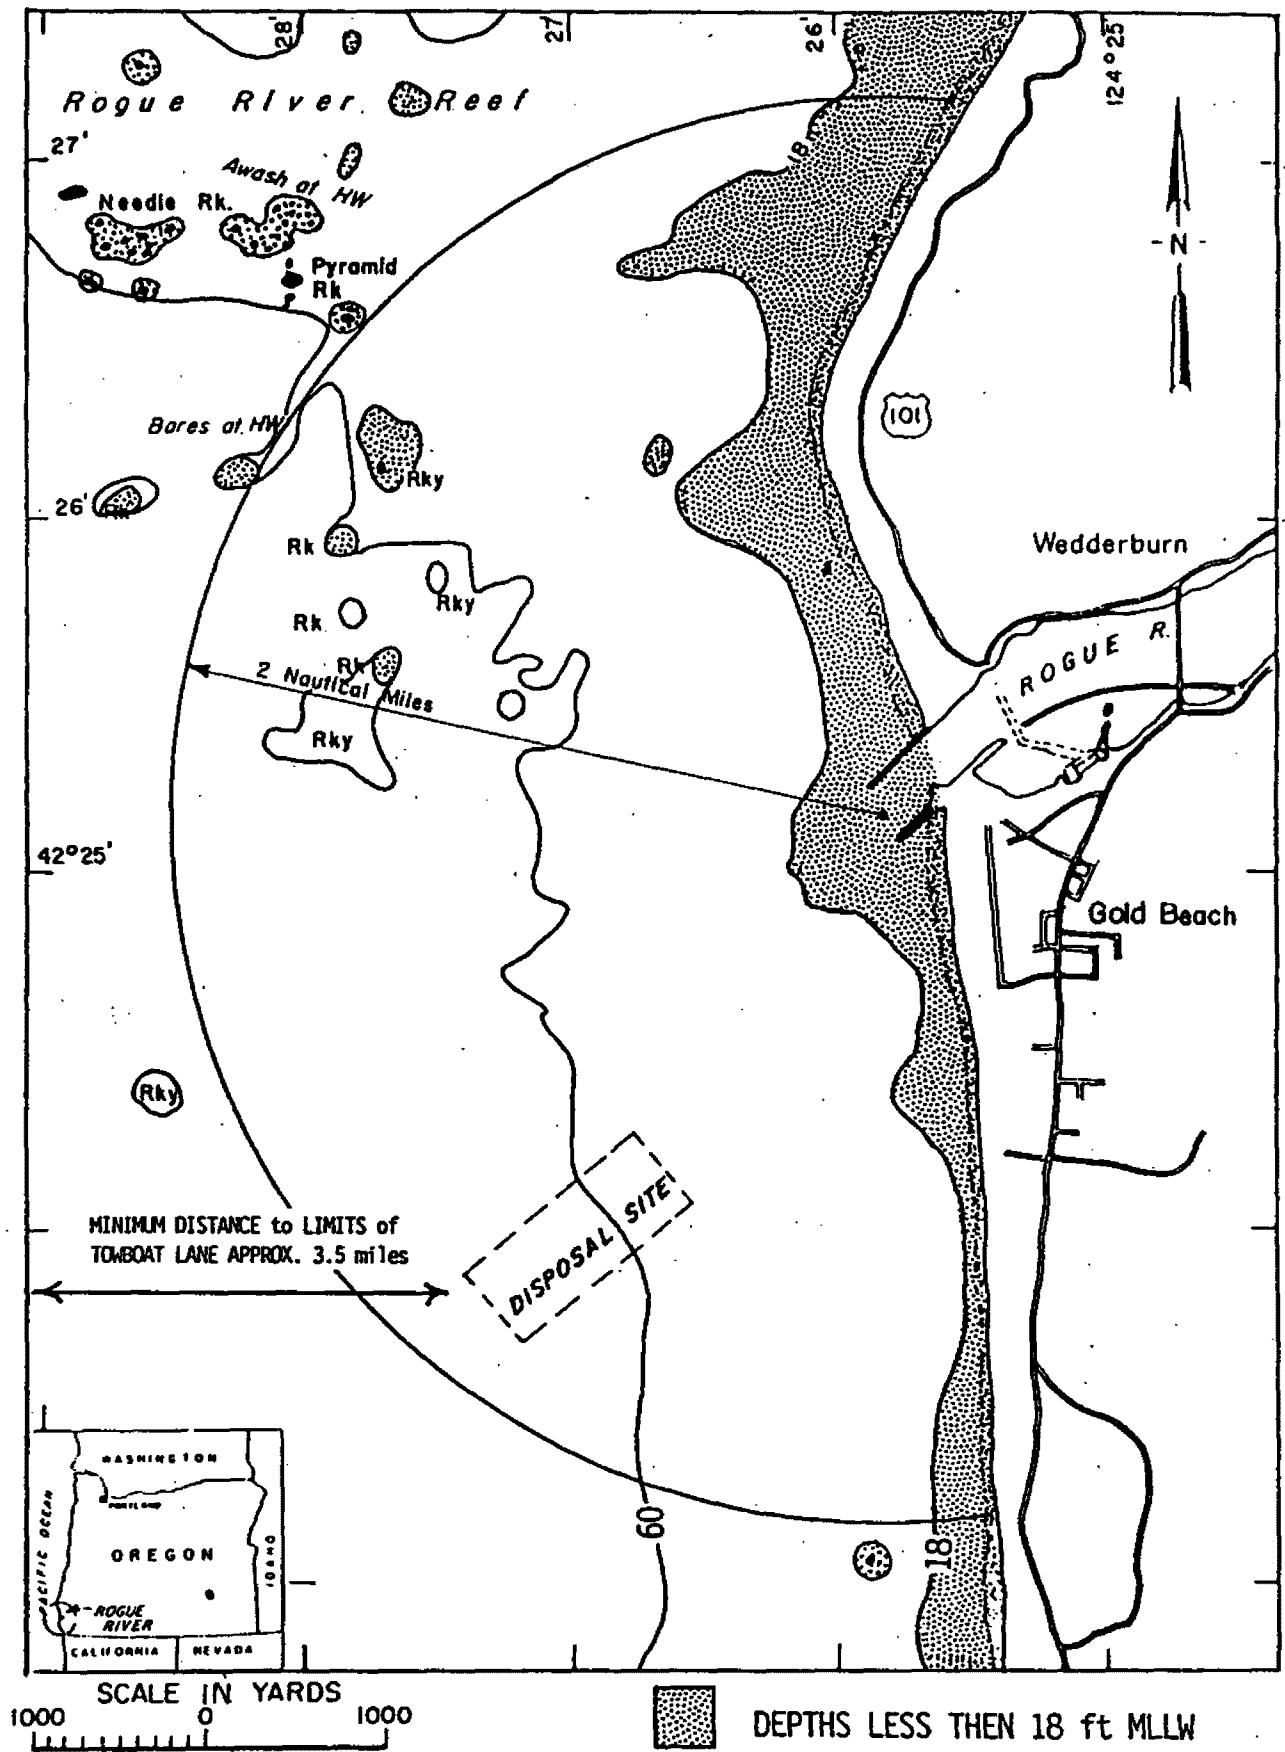 28'
27'
26'
124°25'
Rogue River Reef
27'
Awash at HW
Needle Rk.
18
Pyramid
Rk
N
Bares at HW
101
Rky
26'
Rk
Rk
Wedderburn
Rky
Rk
ROGUE R.
Rk
2 Nautical Miles
Rky
42°25'
Gold Beach
Rky
DISPOSAL SITE
MINIMUM DISTANCE to LIMITS of
TOWBOAT LANE APPROX. 3.5 miles
WASHINGTON
PORTLAND
PACIFIC OCEAN
OREGON
IDAHO
ROGUE
RIVER
CALIFORNIA
NEVADA
60
18
SCALE IN YARDS
1000 0 1000
DEPTHS LESS THEN 18 ft MLLW